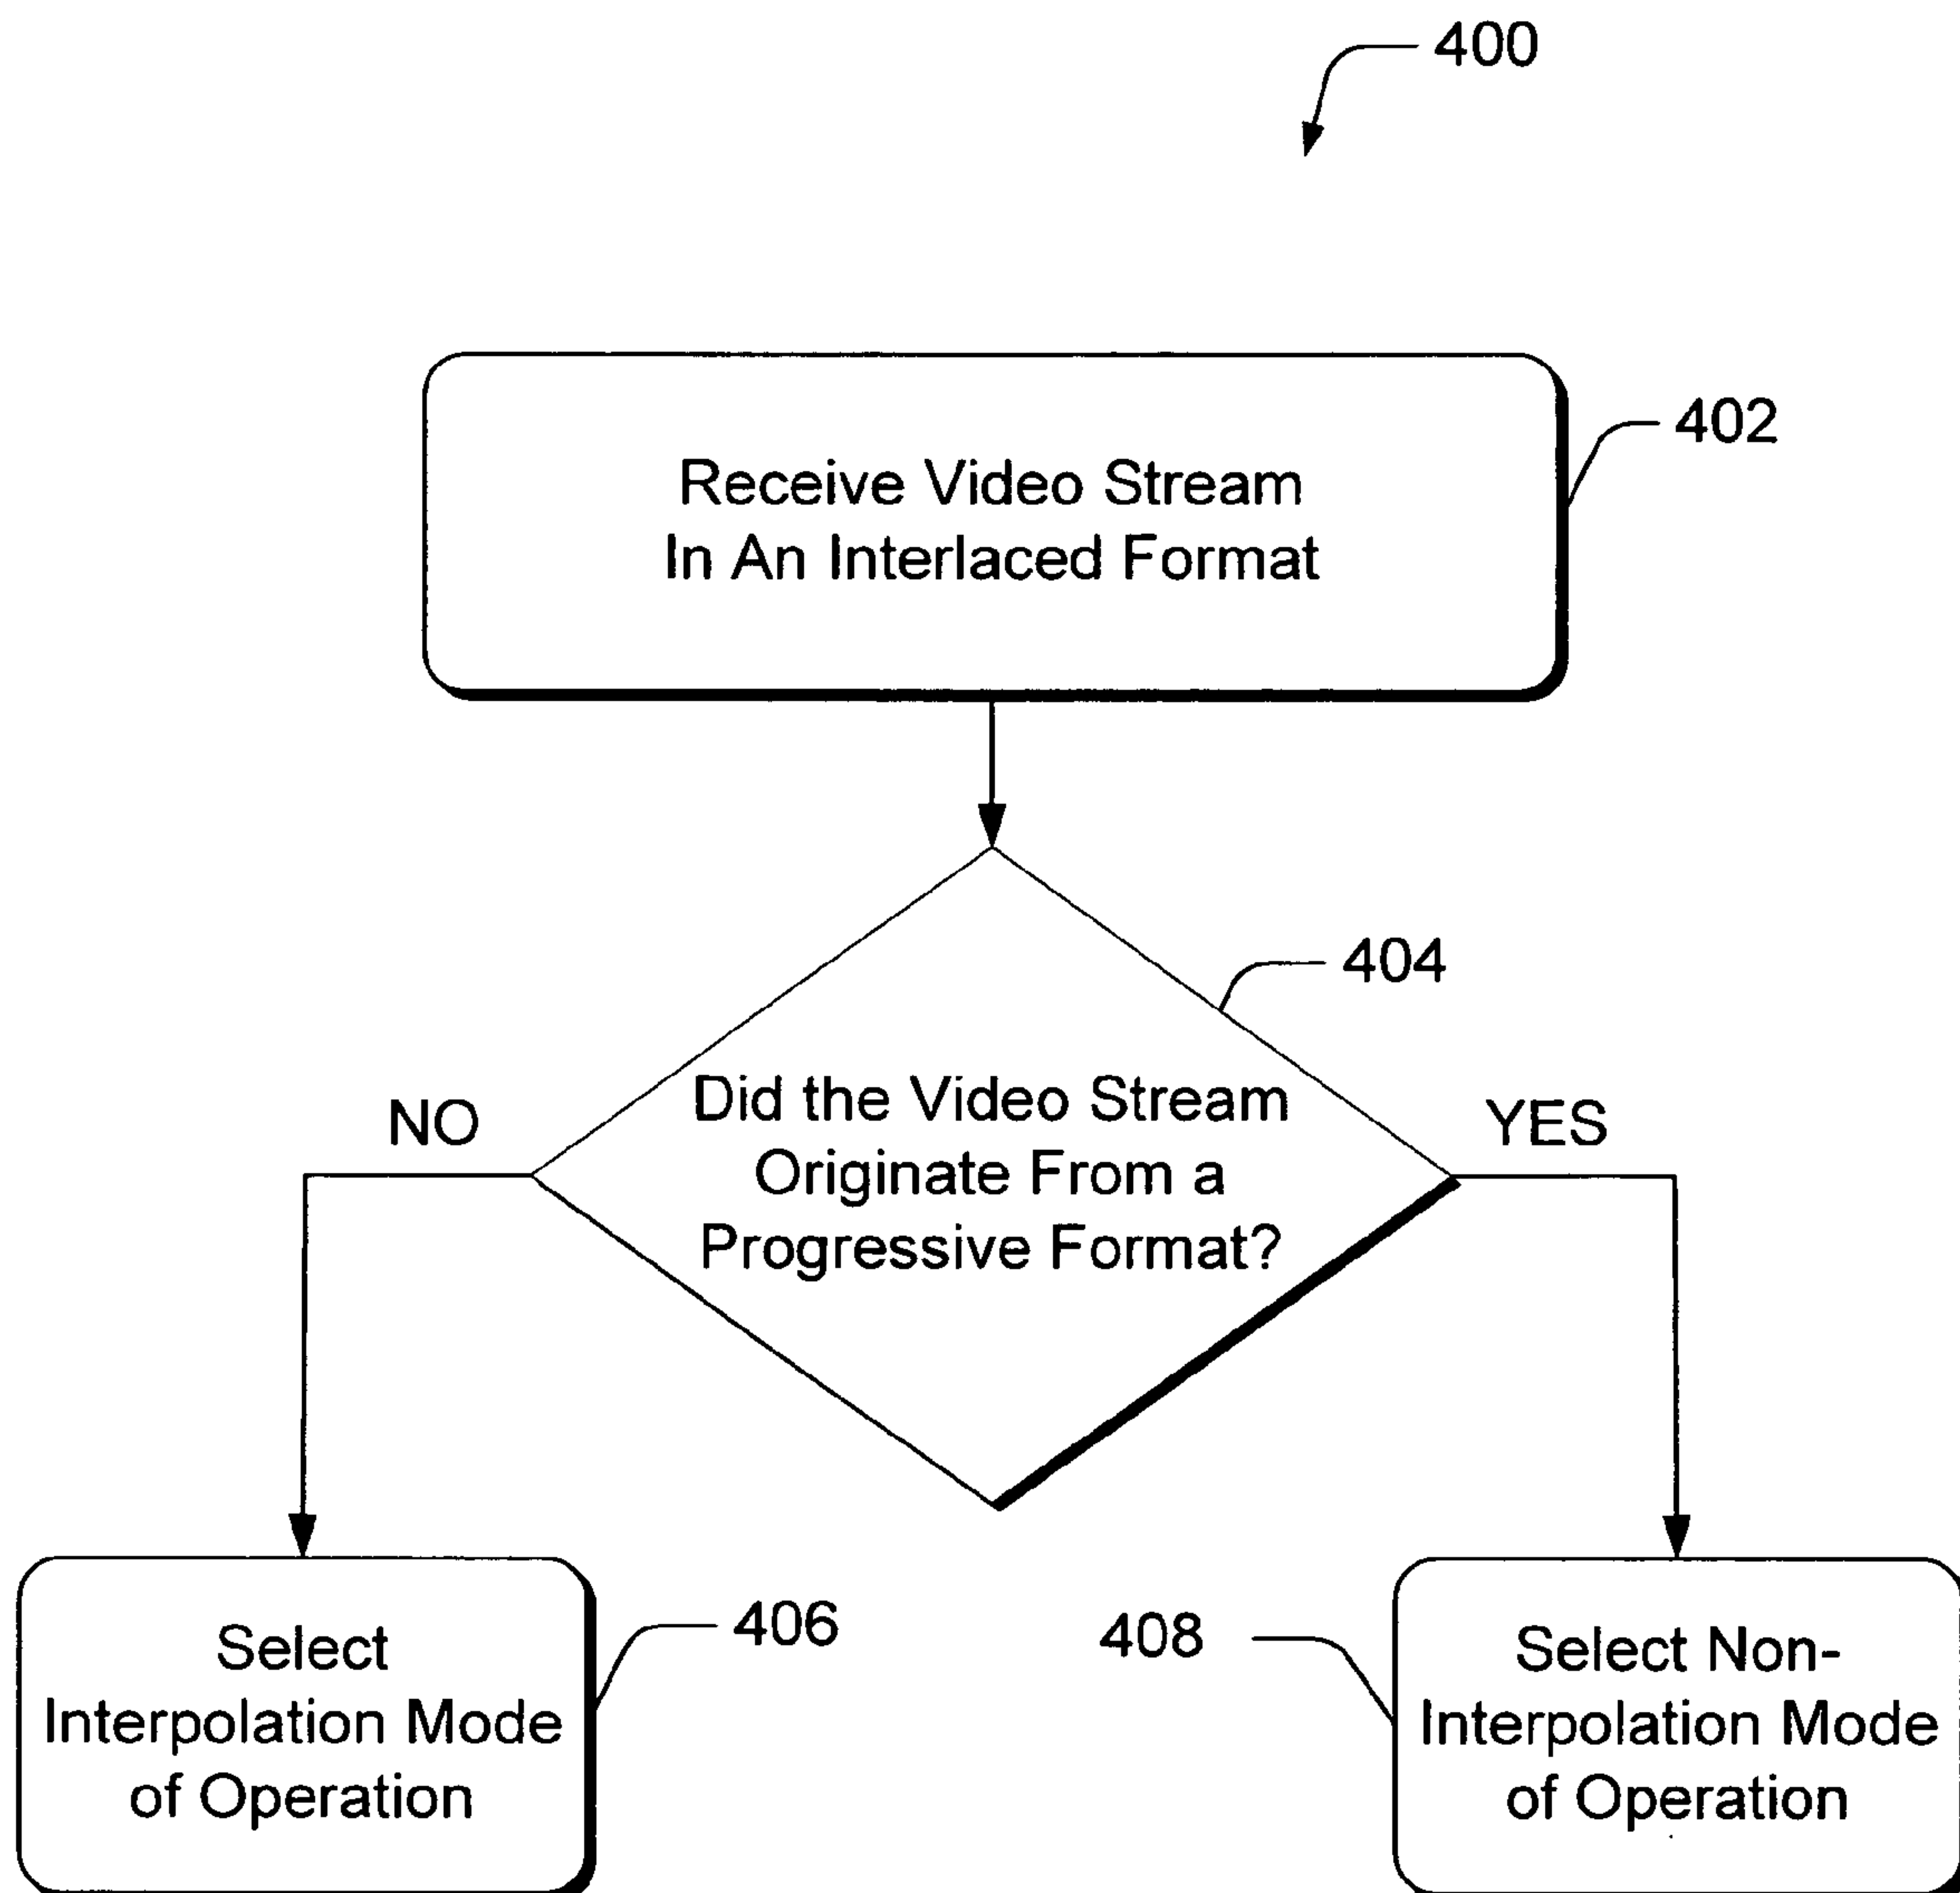 400
Receive Video Stream
In An Interlaced Format
402
404
Did the Video Stream
Originate From a
Progressive Format?
NO
YES
Select
Interpolation Mode
of Operation
406
408
Select Non-
Interpolation Mode
of Operation